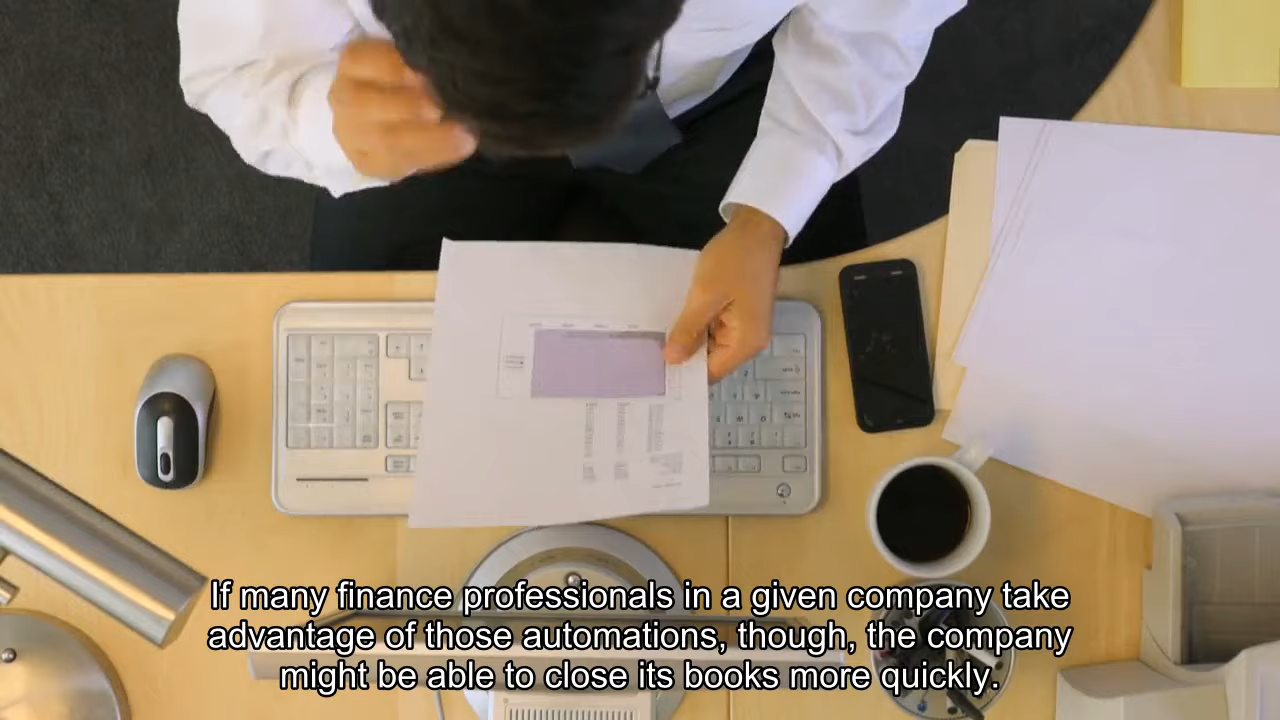 If many finance professionals in a given company take
advantage of those automations, though, the company
might be able to close its books more quickly.